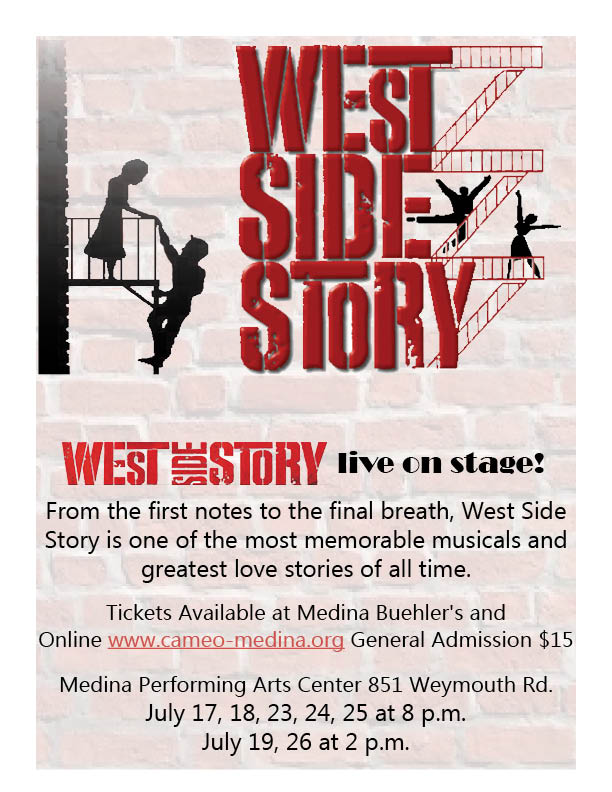 WEST
SIDE
STORY
WEST SIDE STORY live on stage!
From the first notes to the final breath, West Side
Story is one of the most memorable musicals and
greatest love stories of all time.
Tickets Available at Medina Buehler's and
Online www.cameo-medina.org General Admission $15
Medina Performing Arts Center 851 Weymouth Rd.
July 17, 18, 23, 24, 25 at 8 p.m.
July 19, 26 at 2 p.m.